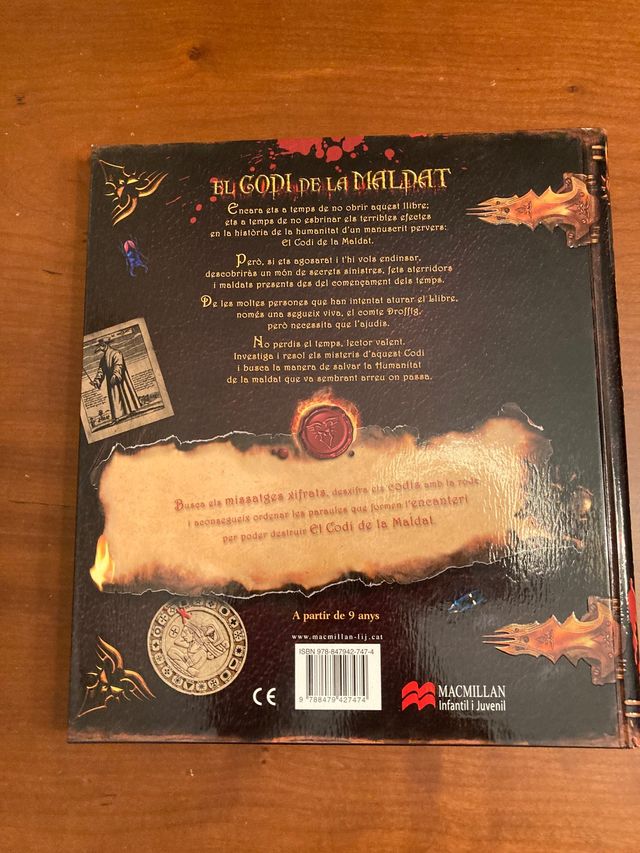 EL CODI DE LA MALDAT
Encara ets a temps de no obrir aquest llibre;
ets a temps de no esbrinar els terribles efectes
en la història de la humanitat d'un manuscrit pervers:
El Codi de la Maldat.
Però, si ets agosarat i t'hi vols endinsar,
descobriràs un món de secrets sinistres, fets aterridors
i maldats presents des del començament dels temps.
De les moltes persones que han intentat aturar el Llibre,
només una segueix viva, el comte Droffig,
però necessita que l'ajudis.
No perdis el temps, lector valent.
Investiga i resol els misteris d'aquest Codi
i busca la manera de salvar la Humanitat
de la maldat que va sembrant arreu on passa.
Busca els missatges xifrats, desxifra els codis amb la roda
i aconsegueix ordenar les paraules que formen l'encanteri
per poder destruir El Codi de la Maldat.
A partir de 9 anys
www.macmillan-lij.cat
ISBN 978-847942-747-4
9 788479 427474
CE
MACMILLAN
Infantil i Juvenil